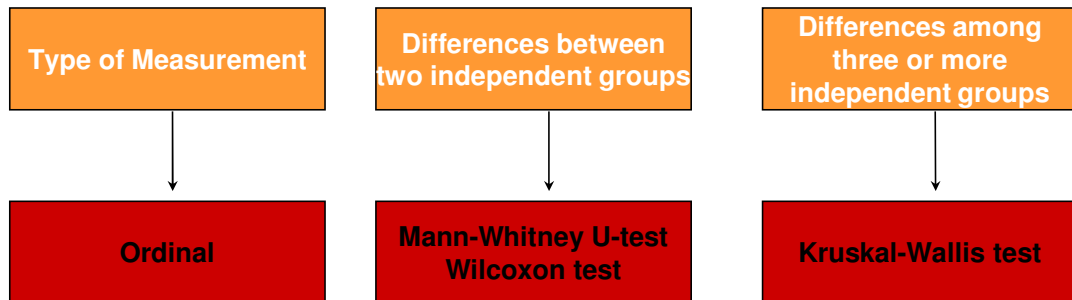 Type of Measurement
Differences between
two independent groups
Differences among
three or more
independent groups
Ordinal
Mann-Whitney U-test
Wilcoxon test
Kruskal-Wallis test